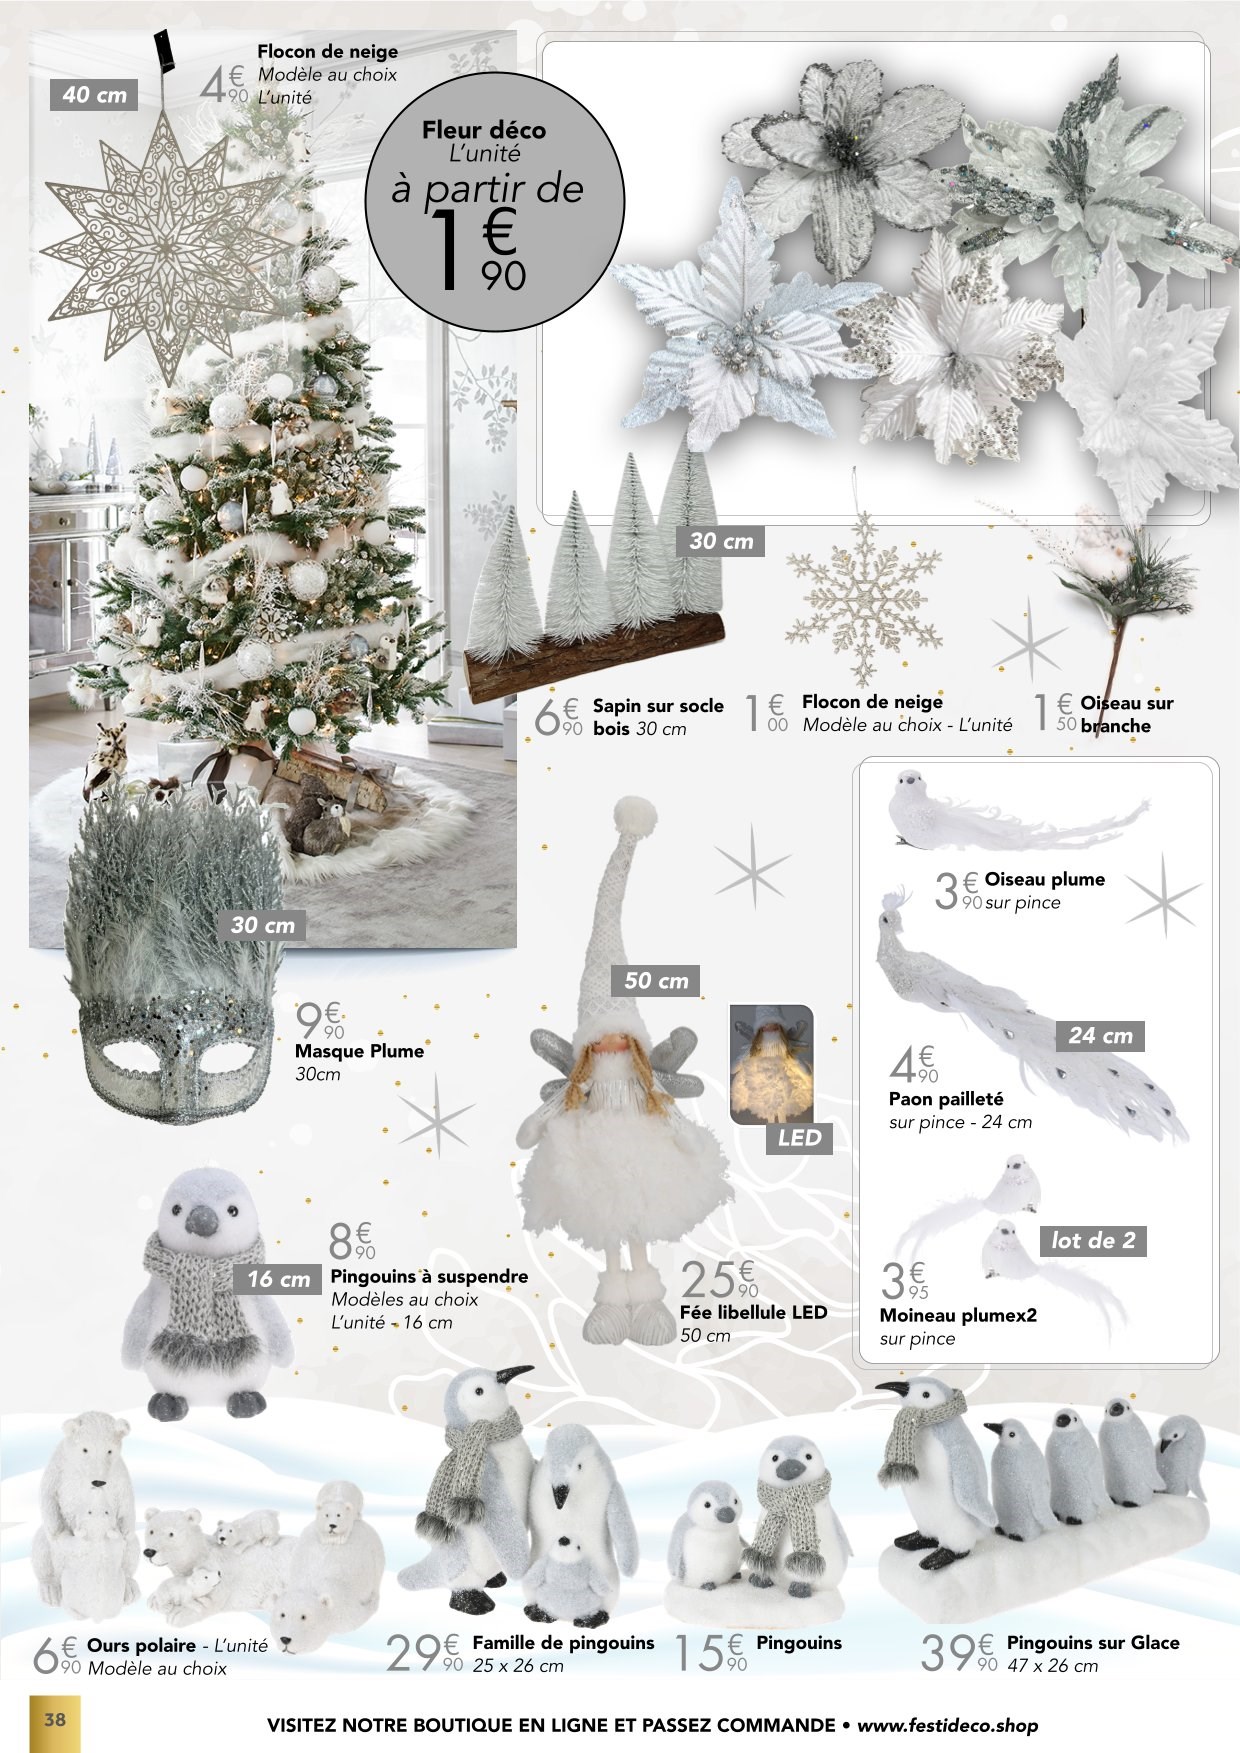 40 cm
4€90
Flocon de neige
Modèle au choix
L'unité
Fleur déco
L'unité
à partir de
1€90
30 cm
6€90
Sapin sur socle
bois 30 cm
1€00
Flocon de neige
Modèle au choix - L'unité
1€50
Oiseau sur
branche
3€90
Oiseau plume
sur pince
30 cm
9€90
Masque Plume
30cm
50 cm
LED
24 cm
4€90
Paon pailleté
sur pince - 24 cm
lot de 2
3€95
Moineau plumex2
sur pince
16 cm
8€90
Pingouins à suspendre
Modèles au choix
L'unité - 16 cm
25€90
Fée libellule LED
50 cm
6€90
Ours polaire - L'unité
Modèle au choix
29€90
Famille de pingouins
25 x 26 cm
15€90
Pingouins
39€90
Pingouins sur Glace
47 x 26 cm
38
VISITEZ NOTRE BOUTIQUE EN LIGNE ET PASSEZ COMMANDE • www.festideco.shop